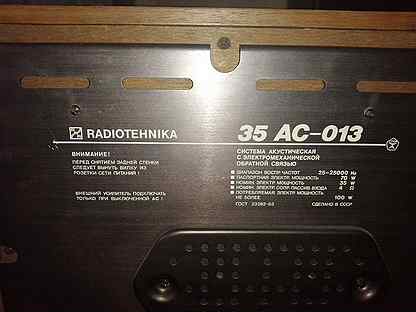 RADIOTEHNIKA
35 АС-013
ВНИМАНИЕ!
ПЕРЕД СНЯТИЕМ ЗАДНЕЙ СТЕНКИ
СЛЕДУЕТ ВЫНУТЬ ВИЛКУ ИЗ
РОЗЕТКИ СЕТИ ПИТАНИЯ!
ВНЕШНИЙ УСИЛИТЕЛЬ ПОДКЛЮЧАТЬ
ТОЛЬКО ПРИ ВЫКЛЮЧЕННОЙ АС!
СИСТЕМА АКУСТИЧЕСКАЯ
С ЭЛЕКТРОМЕХАНИЧЕСКОЙ
ОБРАТНОЙ СВЯЗЬЮ
ДИАПАЗОН ВОСПР. ЧАСТОТ 25-25000 Hz
ПАСПОРТНАЯ ЭЛЕКТР. МОЩНОСТЬ 70 W
НОМИН. ЭЛЕКТР. МОЩНОСТЬ 35 W
НОМИН. ЭЛЕКТР. СОПР. ПАССИВ. ВХОДА 4 Ω
ПОТРЕБЛЯЕМАЯ ЭЛЕКТР. МОЩНОСТЬ
НЕ БОЛЕЕ 100 W
ГОСТ 23262-83 СДЕЛАНО В СССР